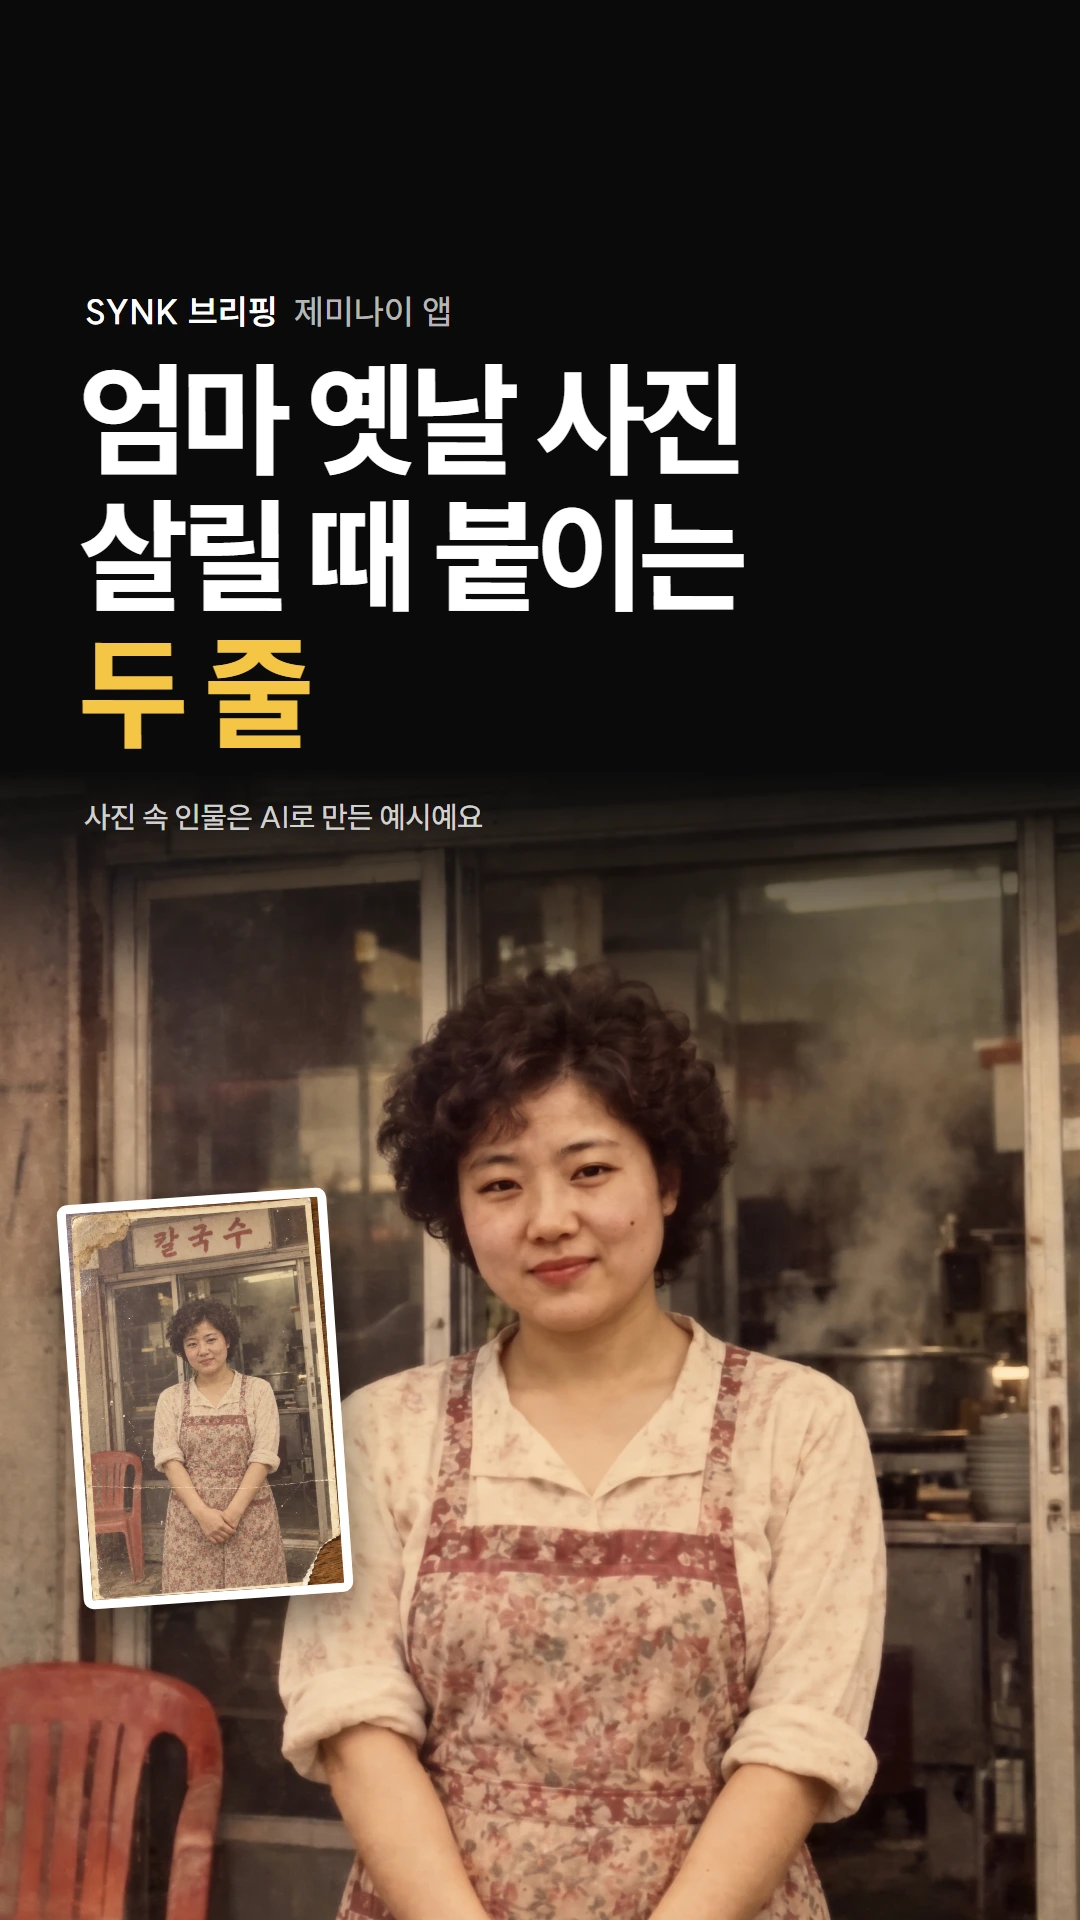 SYNK 브리핑 제미나이 앱
엄마 옛날 사진
살릴 때 붙이는
두 줄
사진 속 인물은 AI로 만든 예시예요
칼국수